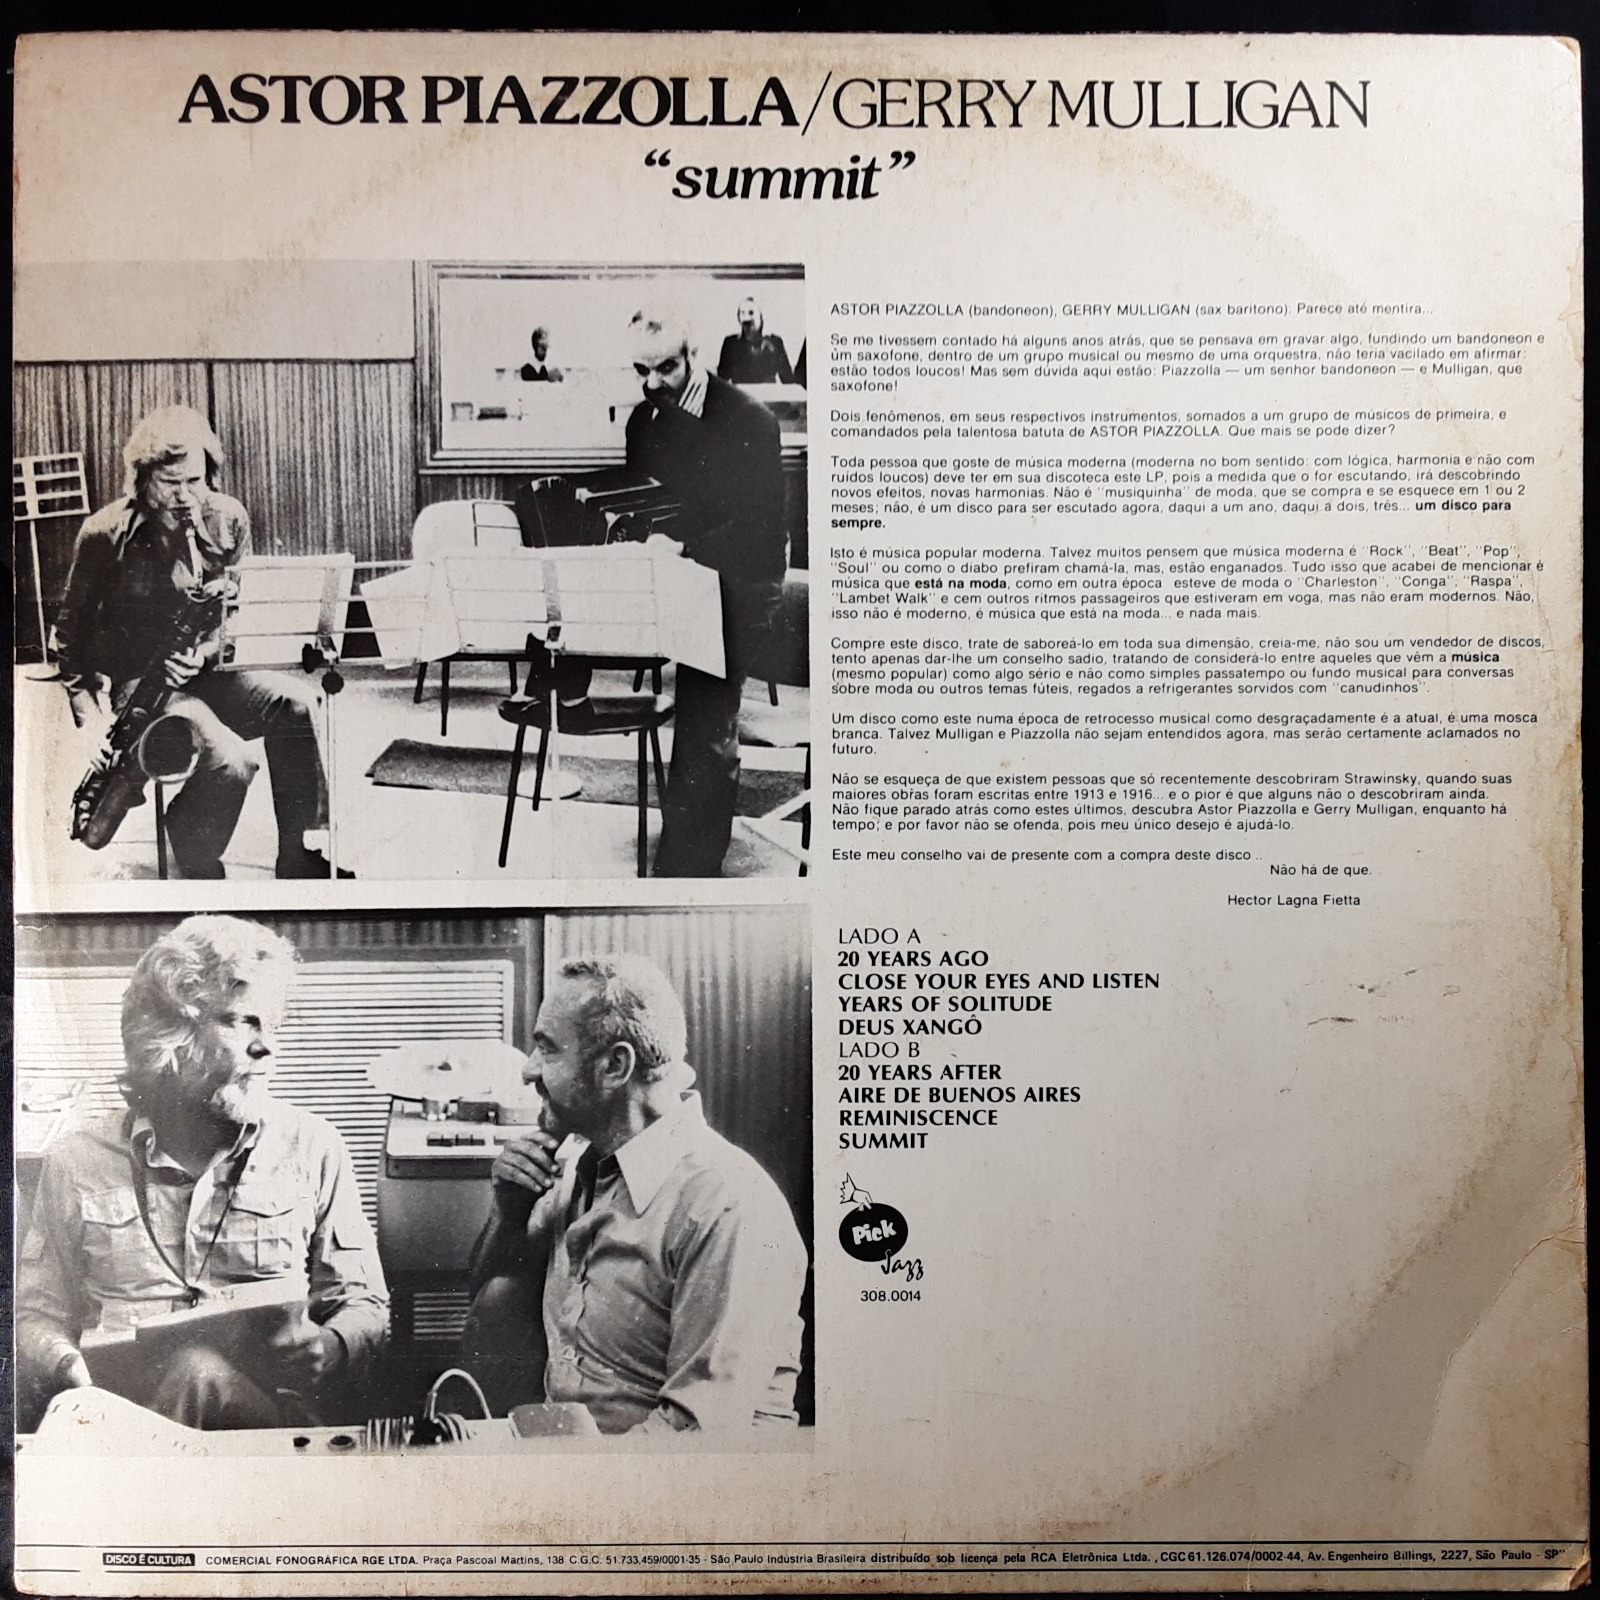 ASTOR PIAZZOLLA/GERRY MULLIGAN
“summit”
ASTOR PIAZZOLLA (bandoneon), GERRY MULLIGAN (sax baritono). Parece até mentira...
Se me tivessem contado há alguns anos atrás, que se pensava em gravar algo, fundindo um bandoneon e
um saxofone, dentro de um grupo musical ou mesmo de uma orquestra, não teria vacilado em afirmar:
estão todos loucos! Mas sem dúvida aqui estão: Piazzolla — um senhor bandoneon — e Mulligan, que
saxofone!
Dois fenômenos, em seus respectivos instrumentos, somados a um grupo de músicos de primeira, e
comandados pela talentosa batuta de ASTOR PIAZZOLLA. Que mais se pode dizer?
Toda pessoa que goste de música moderna (moderna no bom sentido: com lógica, harmonia e não com
ruidos loucos) deve ter em sua discoteca este LP, pois a medida que o for escutando, irá descobrindo
novos efeitos, novas harmonias. Não é ''musiquinha'' de moda, que se compra e se esquece em 1 ou 2
meses; não, é um disco para ser escutado agora, daqui a um ano, daqui a dois, três... um disco para
sempre.
Isto é música popular moderna. Talvez muitos pensem que música moderna é ''Rock'', ''Beat'', ''Pop'',
''Soul'' ou como o diabo prefiram chamá-la, mas, estão enganados. Tudo isso que acabei de mencionar é
música que está na moda, como em outra época esteve de moda o ''Charleston'', ''Conga'', ''Raspa'',
''Lambet Walk'' e cem outros ritmos passageiros que estiveram em voga, mas não eram modernos. Não,
isso não é moderno, é música que está na moda... e nada mais.
Compre este disco, trate de saboreá-lo em toda sua dimensão, creia-me, não sou um vendedor de discos,
tento apenas dar-lhe um conselho sadio, tratando de considerá-lo entre aqueles que vêm a música
(mesmo popular) como algo sério e não como simples passatempo ou fundo musical para conversas
sobre moda ou outros temas fúteis, regados a refrigerantes sorvidos com ''canudinhos''.
Um disco como este numa época de retrocesso musical como desgraçadamente é a atual, é uma mosca
branca. Talvez Mulligan e Piazzolla não sejam entendidos agora, mas serão certamente aclamados no
futuro.
Não se esqueça de que existem pessoas que só recentemente descobriram Strawinsky, quando suas
maiores obras foram escritas entre 1913 e 1916... e o pior é que alguns não o descobriram ainda.
Não fique parado atrás como estes últimos, descubra Astor Piazzolla e Gerry Mulligan, enquanto há
tempo; e por favor não se ofenda, pois meu único desejo é ajudá-lo.
Este meu conselho vai de presente com a compra deste disco...
Não há de que.
Hector Lagna Fietta
LADO A
20 YEARS AGO
CLOSE YOUR EYES AND LISTEN
YEARS OF SOLITUDE
DEUS XANGÔ
LADO B
20 YEARS AFTER
AIRE DE BUENOS AIRES
REMINISCENCE
SUMMIT
Pick
Jazz
308.0014
DISCO É CULTURA COMERCIAL FONOGRÁFICA RGE LTDA. Praça Pascoal Martins, 138 C.G.C. 51.733.459/0001-35 - São Paulo Indústria Brasileira distribuído sob licença pela RCA Eletrônica Ltda., CGC 61.126.074/0002-44, Av. Engenheiro Billings, 2227, São Paulo - SP''